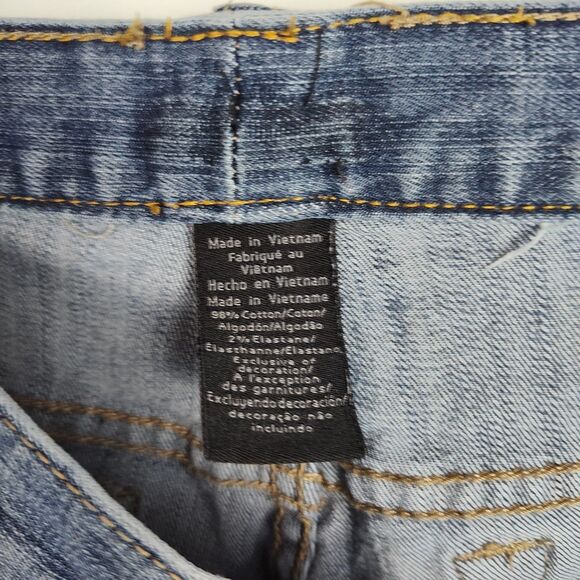 Made in Vietnam
Fabriqué au
Viêtnam
Hecho en Vietnam
Made in Vietname
98% Cotton/Coton/
Algodón/Algodão
2% Elastane/
Elasthanne/Elastano
Exclusive of
decoration/
A l'exception
des garnitures/
Excluyendo decoración/
decoração não
incluindo